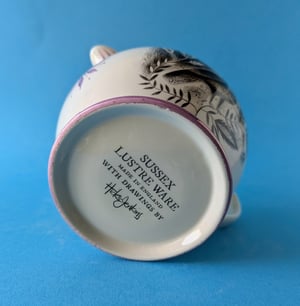 SUSSEX
LUSTRE WARE
MADE IN ENGLAND
WITH DRAWINGS BY